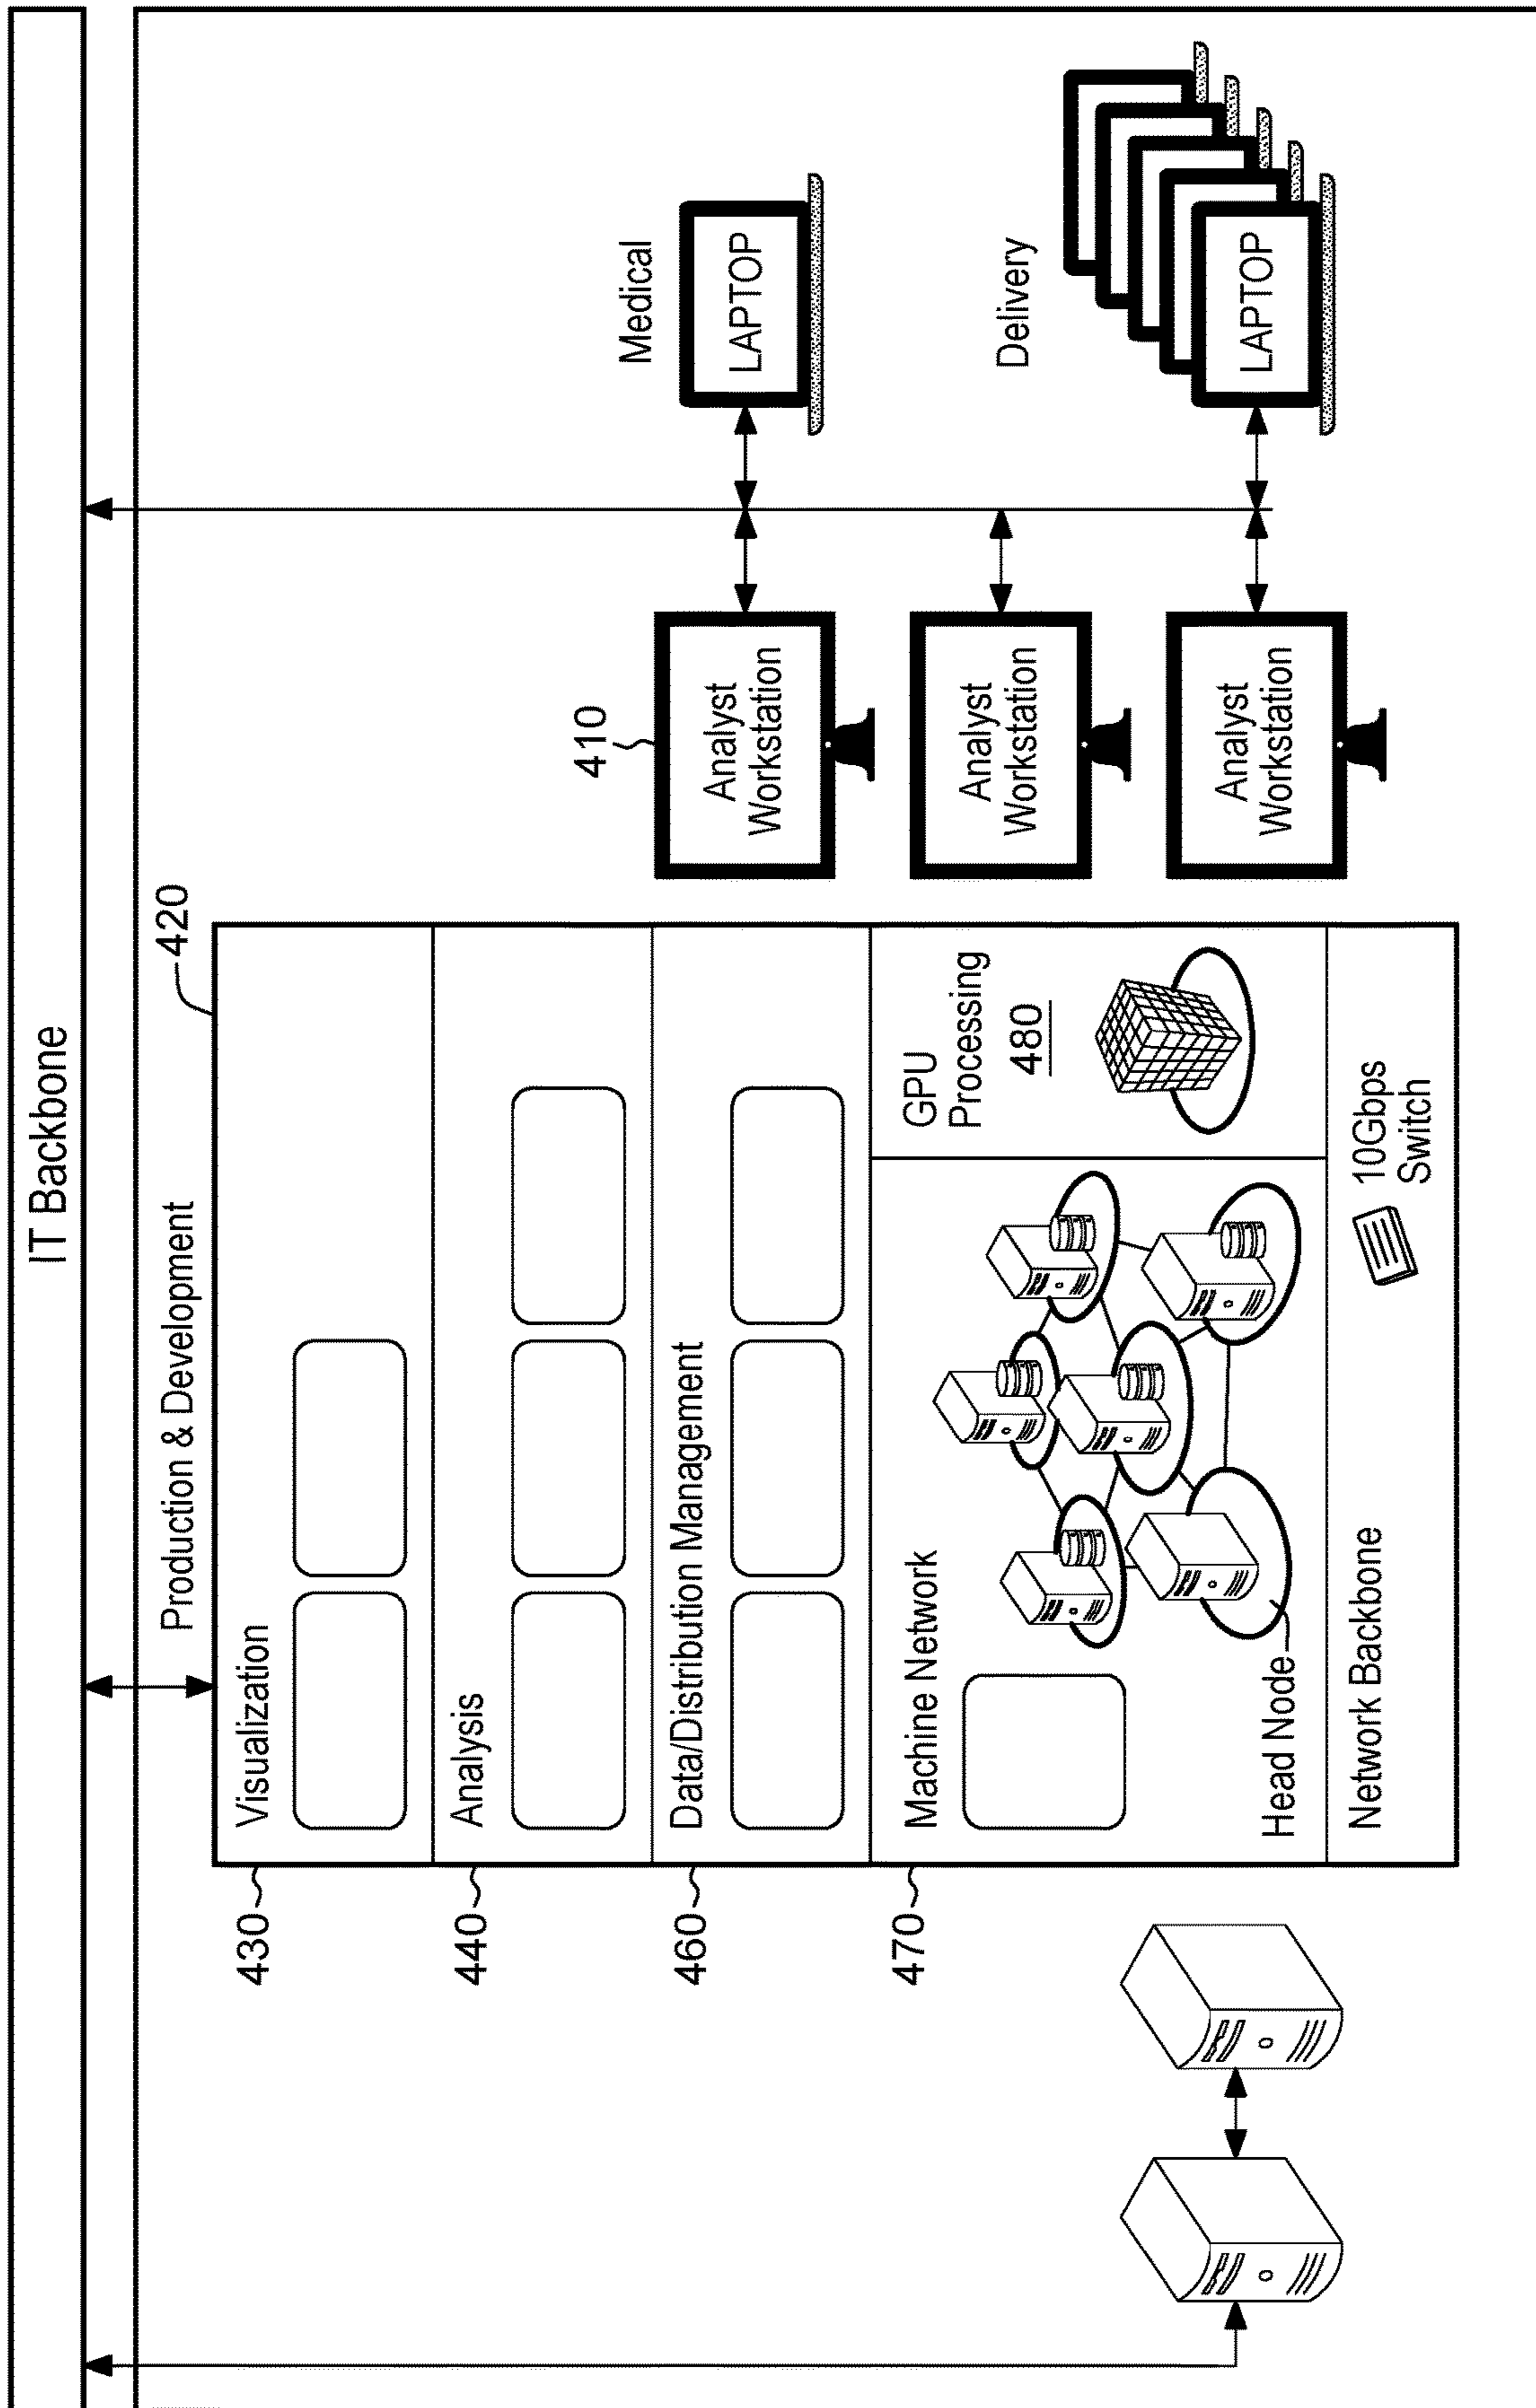 IT Backbone
Production & Development
420
430
Visualization
440
Analysis
460
Data/Distribution Management
470
Machine Network
Head Node
GPU
Processing
480
Network Backbone
10Gbps
Switch
410
Analyst
Workstation
Analyst
Workstation
Analyst
Workstation
Medical
LAPTOP
Delivery
LAPTOP